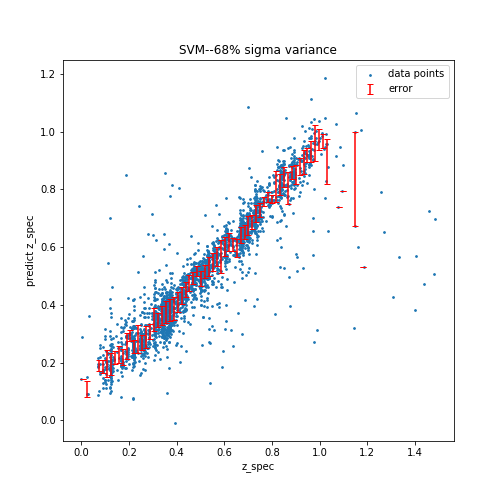 SVM--68% sigma variance
data points
error
predict z_spec
1.2
1.0
0.8
0.6
0.4
0.2
0.0
0.0 0.2 0.4 0.6 0.8 1.0 1.2 1.4
z_spec